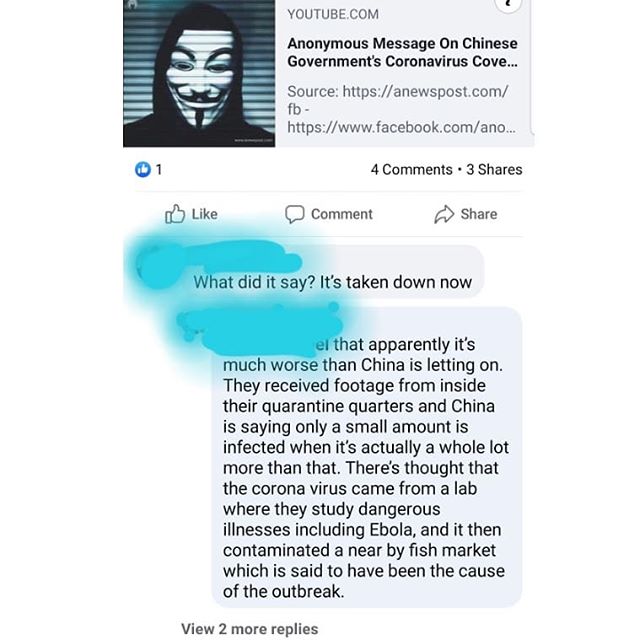 YOUTUBE.COM
Anonymous Message On Chinese
Government's Coronavirus Cove...
Source: https://anewspost.com/
fb -
https://www.facebook.com/ano...
1
4 Comments • 3 Shares
Like
Comment
Share
What did it say? It's taken down now
that apparently it's
much worse than China is letting on.
They received footage from inside
their quarantine quarters and China
is saying only a small amount is
infected when it's actually a whole lot
more than that. There's thought that
the corona virus came from a lab
where they study dangerous
illnesses including Ebola, and it then
contaminated a near by fish market
which is said to have been the cause
of the outbreak.
View 2 more replies